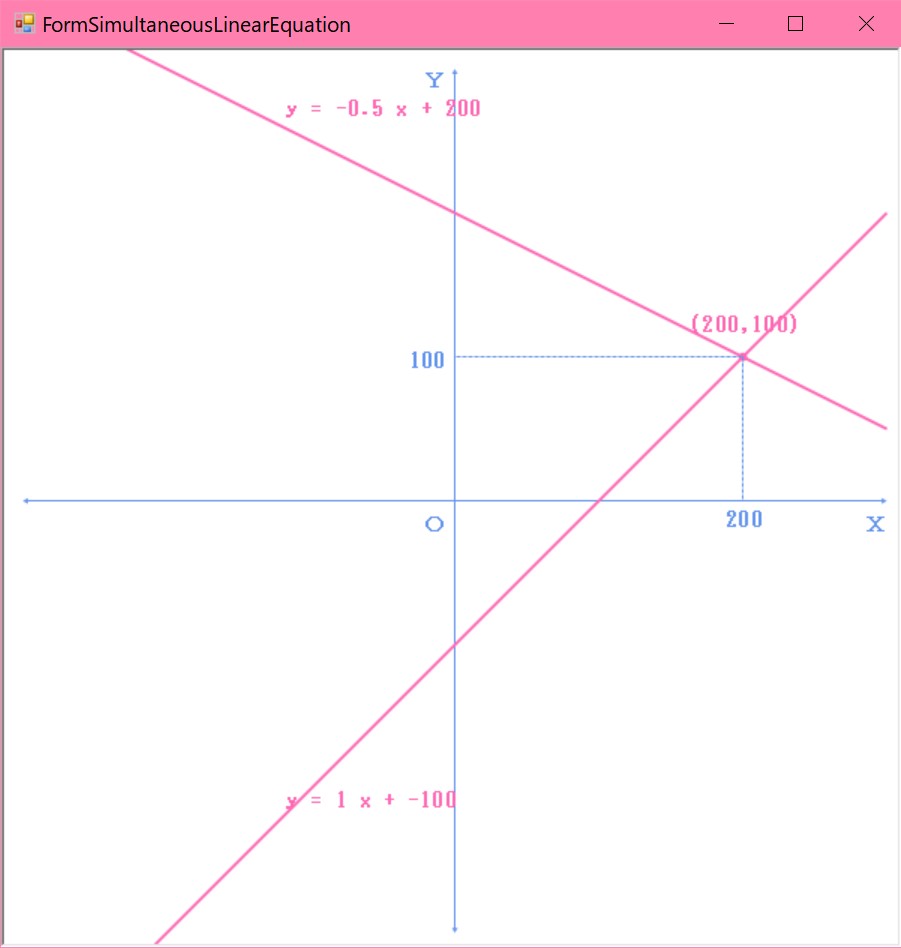 FormSimultaneousLinearEquation
Y
y = -0.5 x + 200
(200,100)
100
200
O
X
y = 1 x + -100